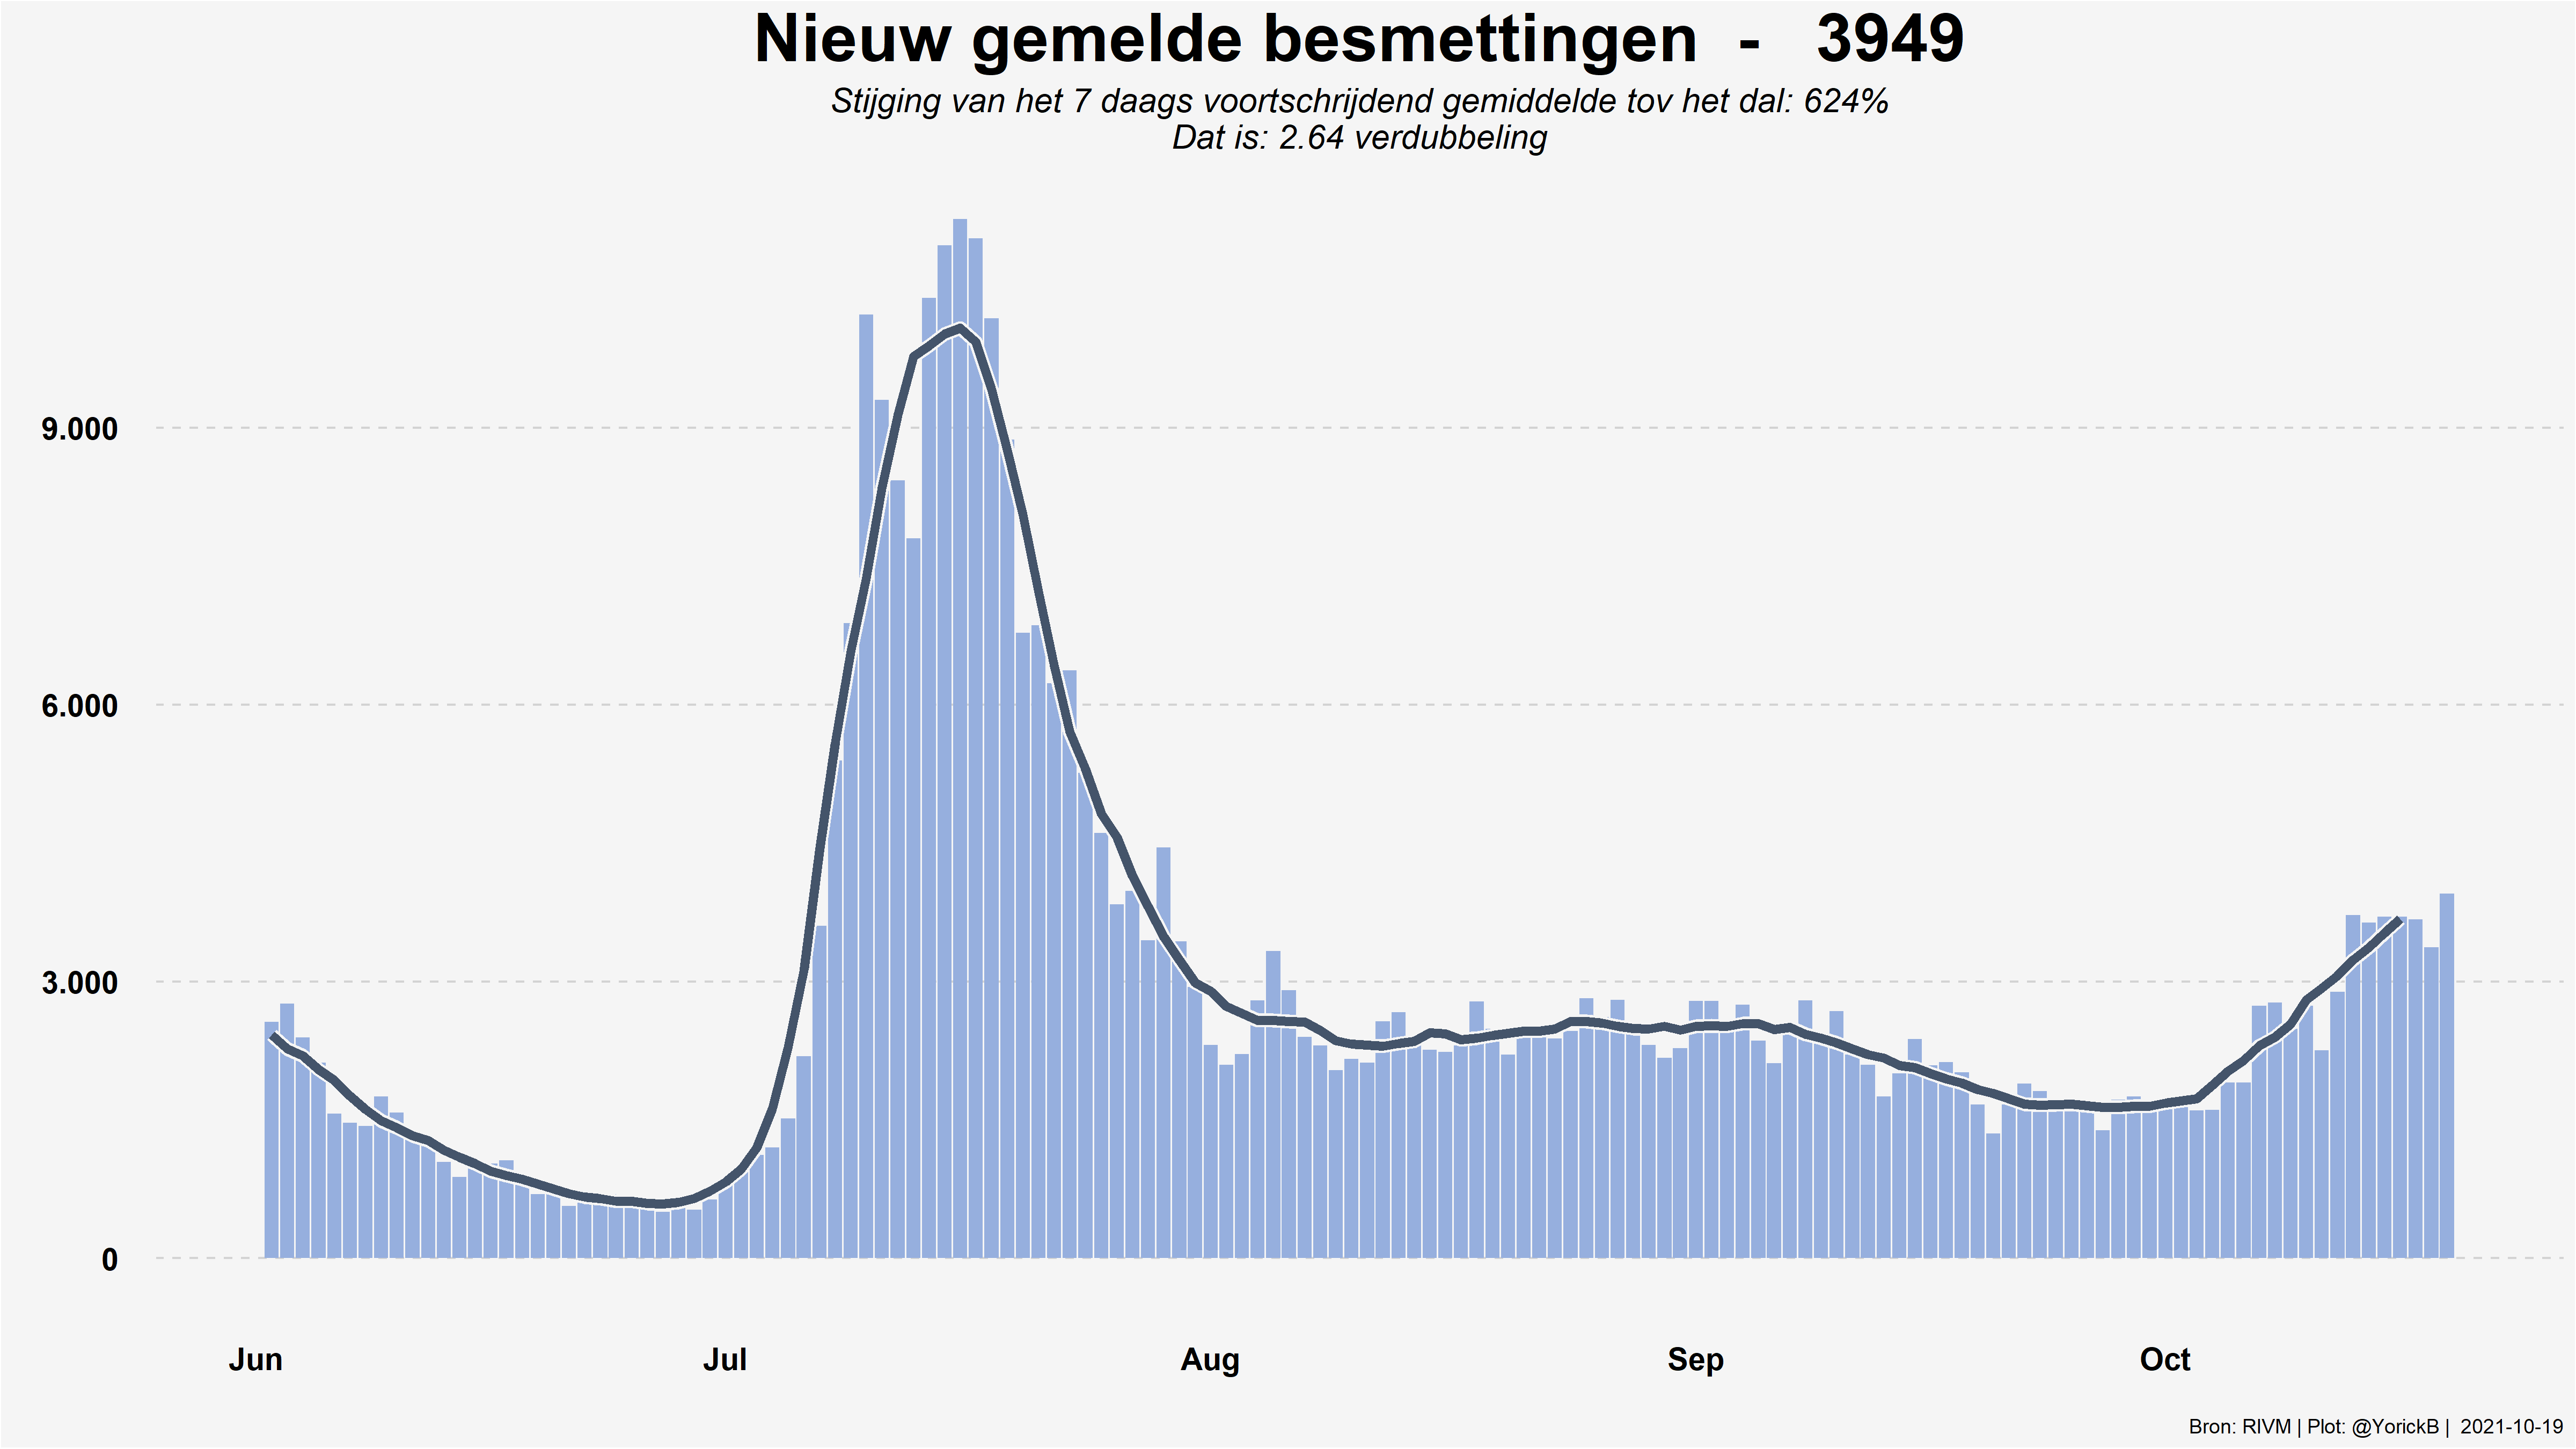 Nieuw gemelde besmettingen - 3949
Stijging van het 7 daags voortschrijdend gemiddelde tov het dal: 624%
Dat is: 2.64 verdubbeling
9.000
6.000
3.000
0
Jun Jul Aug Sep Oct
Bron: RIVM | Plot: @YorickB | 2021-10-19